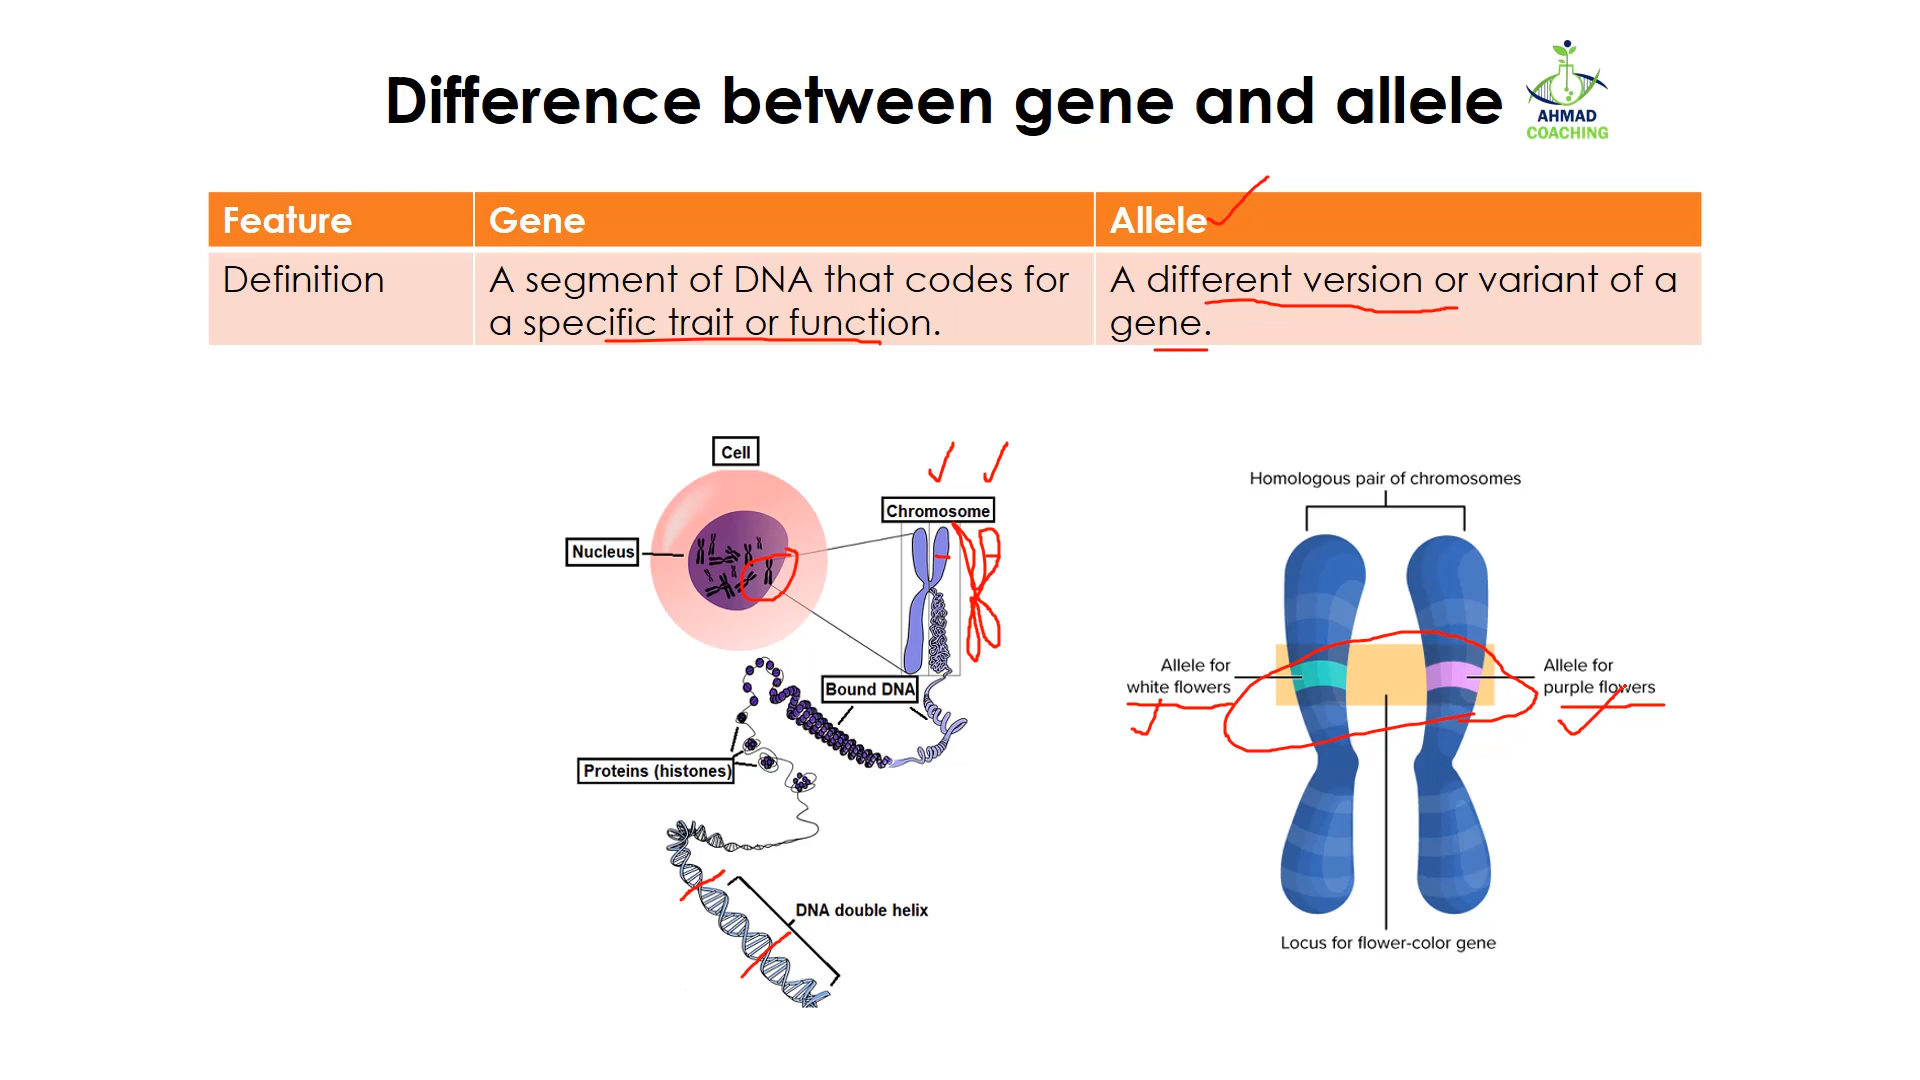 Difference between gene and allele
AHMAD
COACHING
Feature
Gene
Allele
Definition
A segment of DNA that codes for
a specific trait or function.
A different version or variant of a
gene.
Cell
Nucleus
Chromosome
Bound DNA
Proteins (histones)
DNA double helix
Homologous pair of chromosomes
Allele for
white flowers
Allele for
purple flowers
Locus for flower-color gene